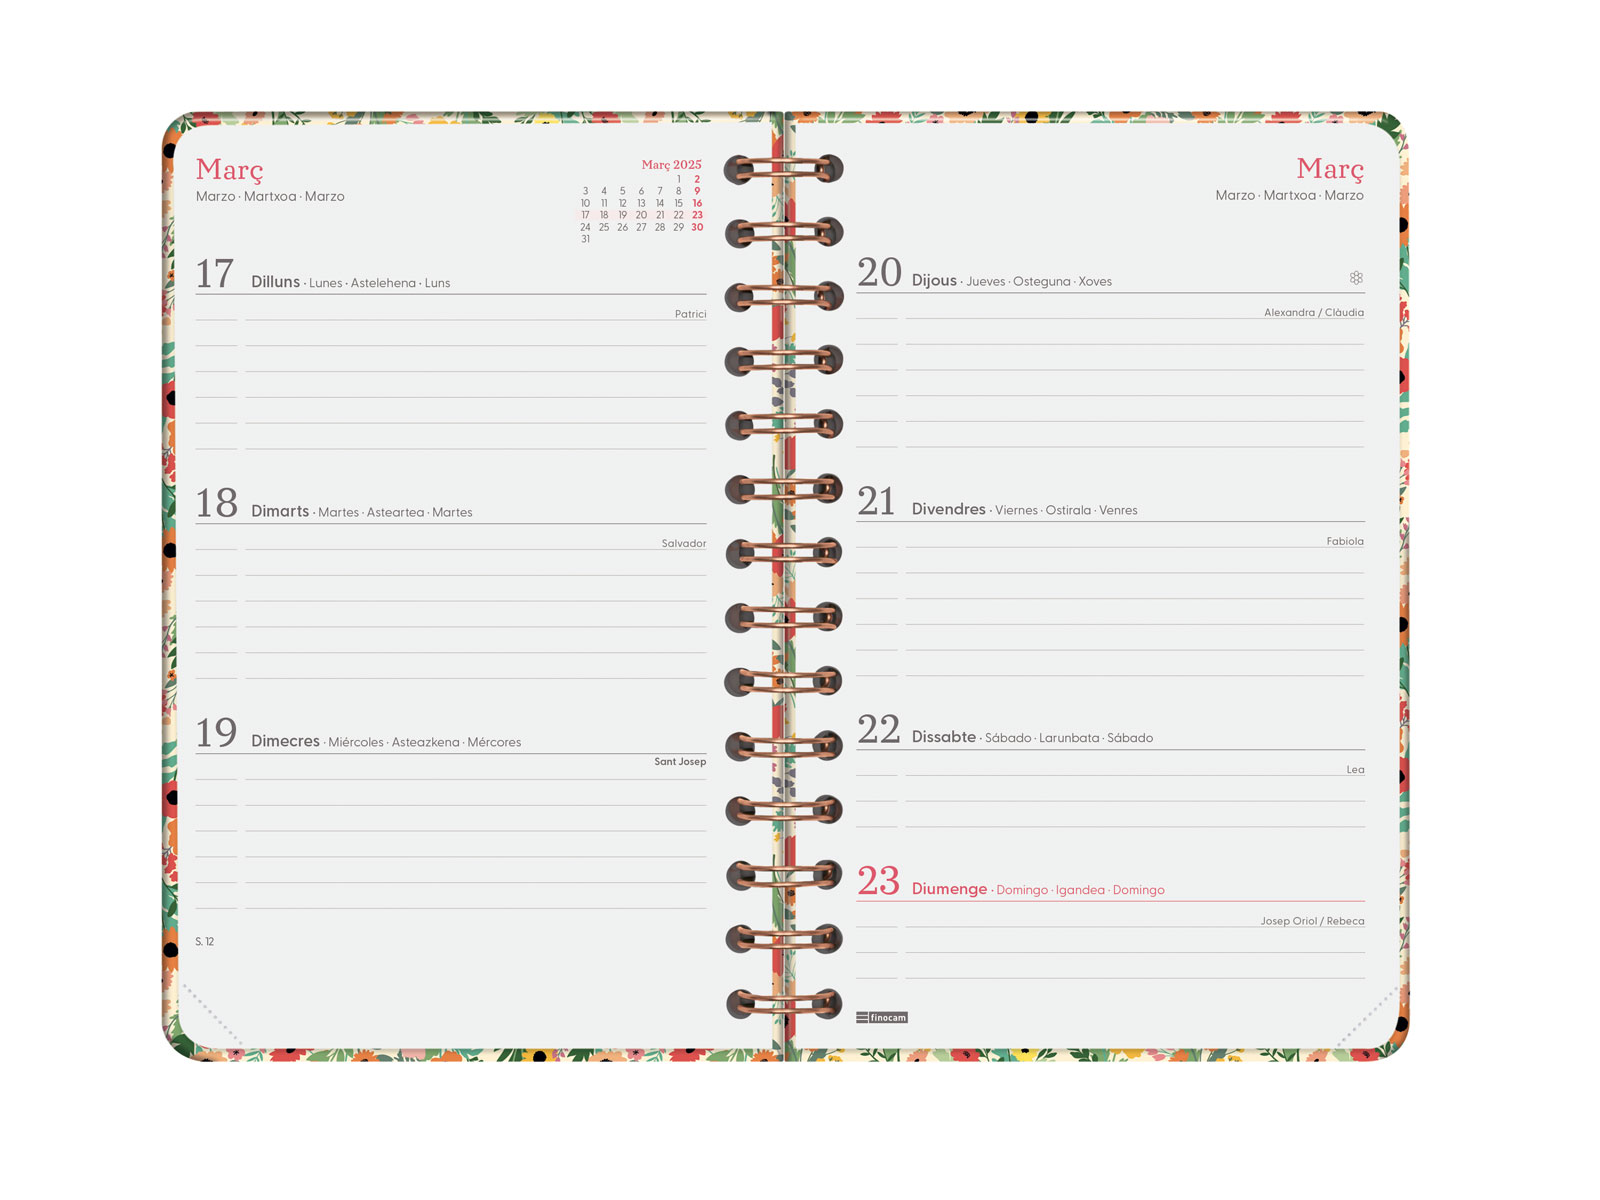 Març
Marzo · Martxoa · Marzo
Març 2025
1 2
3 4 5 6 7 8 9
10 11 12 13 14 15 16
17 18 19 20 21 22 23
24 25 26 27 28 29 30
31
17 Dilluns · Lunes · Astelehena · Luns
Patrici
18 Dimarts · Martes · Asteartea · Martes
Salvador
19 Dimecres · Miércoles · Asteazkena · Mércores
Sant Josep
S. 12
Març
Marzo · Martxoa · Marzo
20 Dijous · Jueves · Osteguna · Xoves
Alexandra / Clàudia
21 Divendres · Viernes · Ostirala · Venres
Fabiola
22 Dissabte · Sábado · Larunbata · Sábado
Lea
23 Diumenge · Domingo · Igandea · Domingo
Josep Oriol / Rebeca
finocam